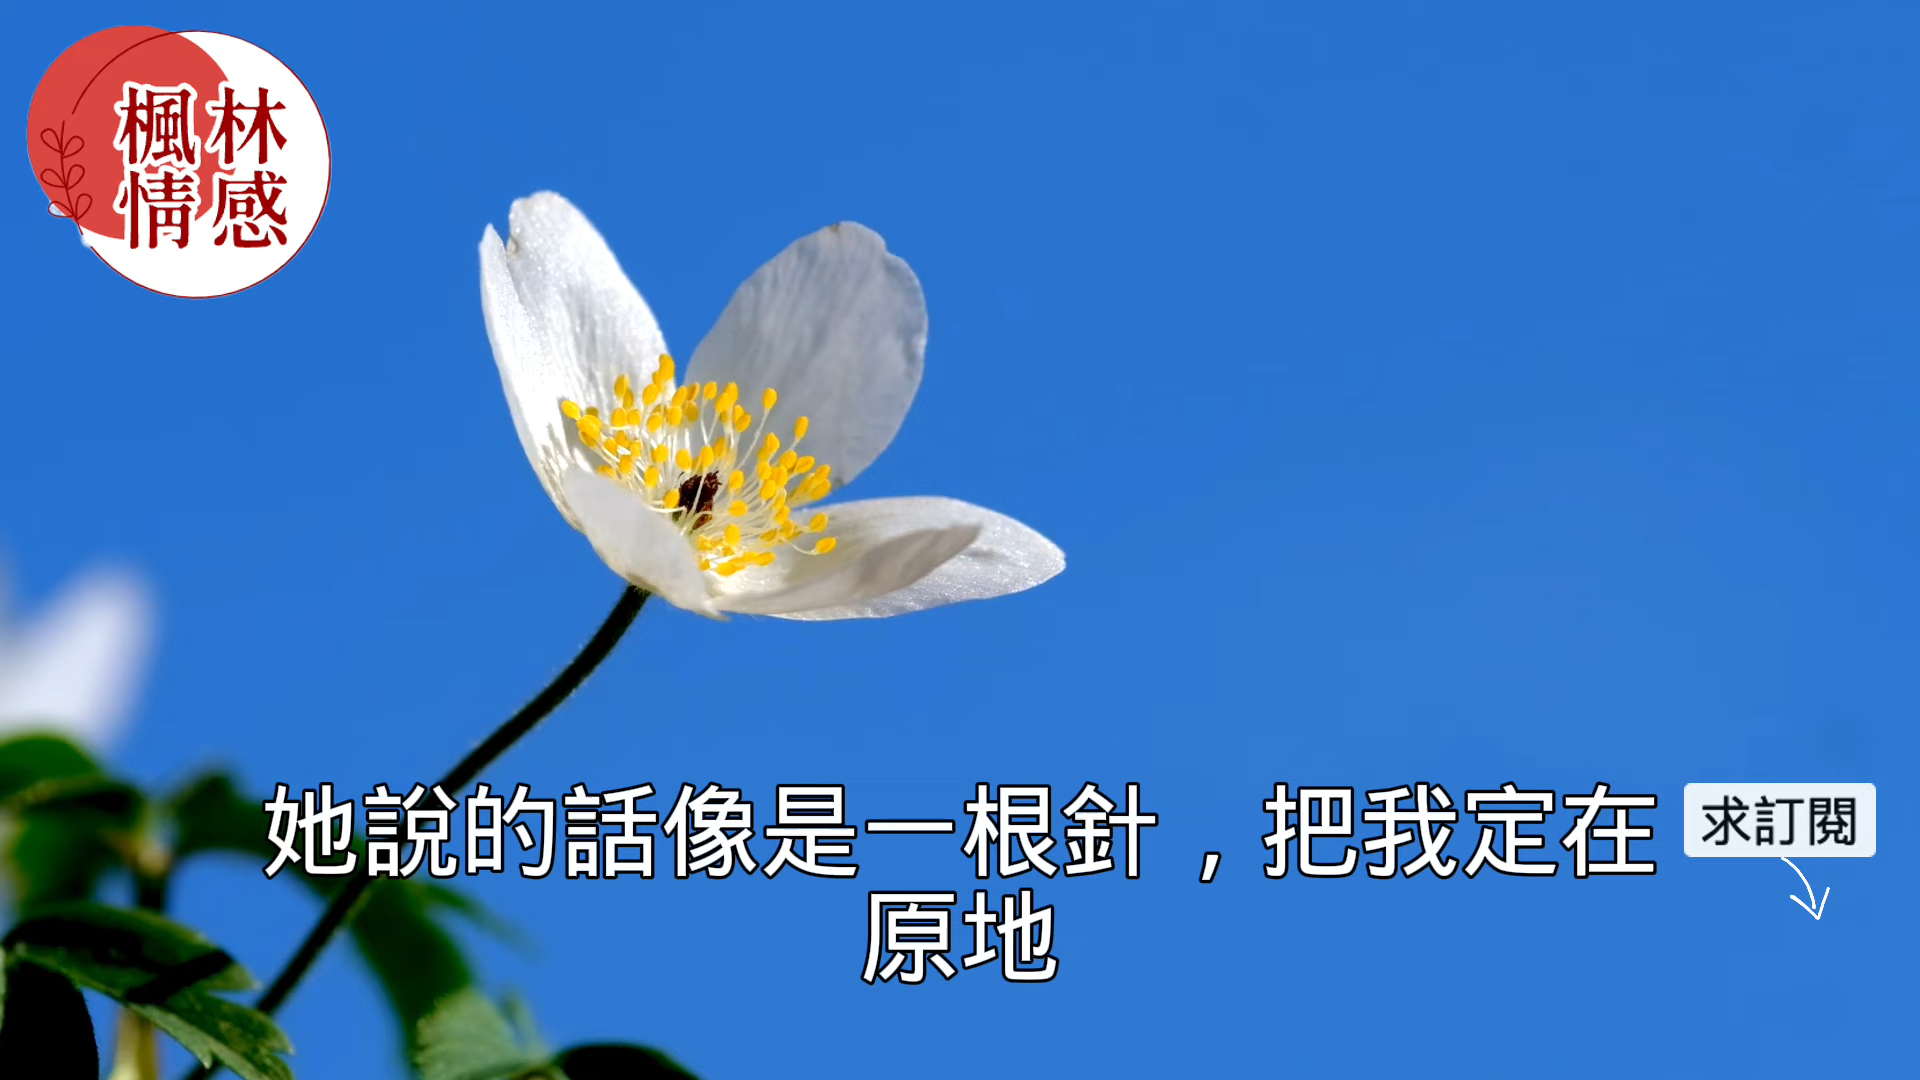 楓林
情感
她說的話像是一根針，把我定在
原地
求訂閱